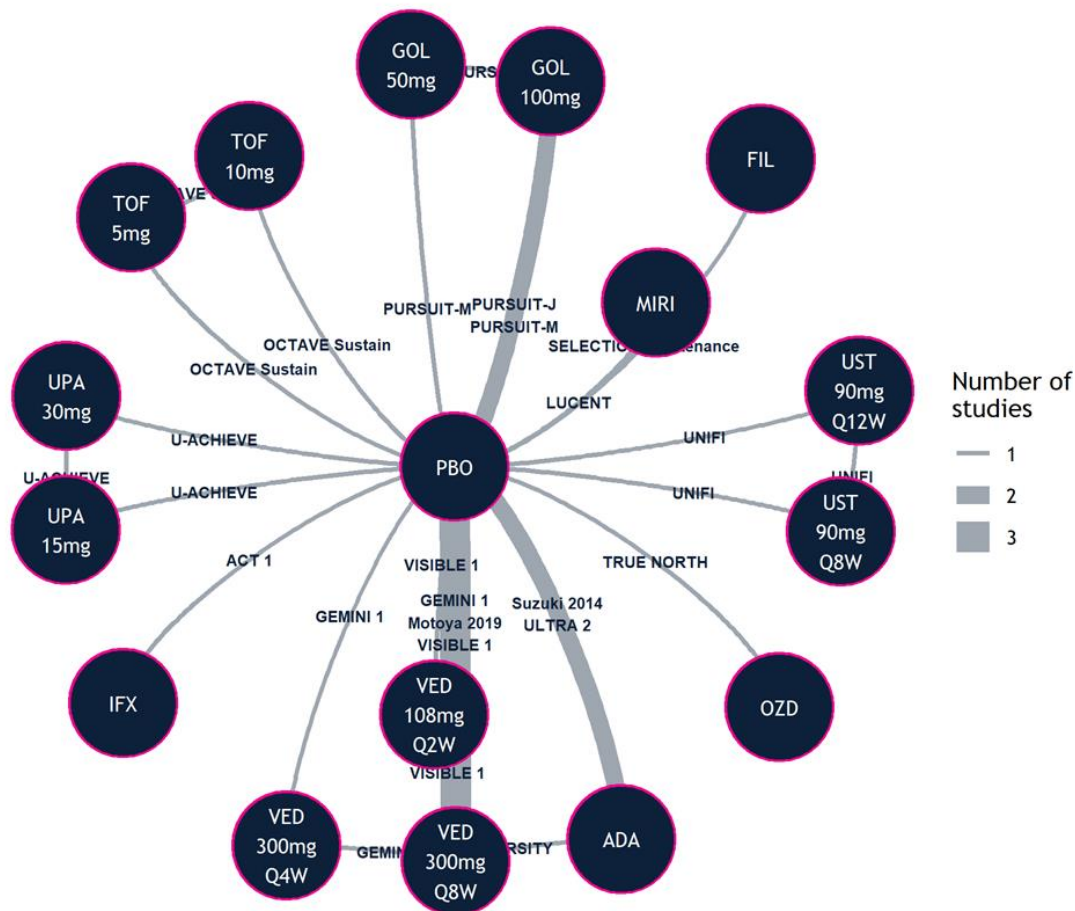 GOL
50mg
GOL
100mg
TOF
10mg
FIL
TOF
5mg
MIRI
PURSUIT-M
PURSUIT-J
PURSUIT-M
OCTAVE Sustain
OCTAVE Sustain
LUCENT
UPA
30mg
UST
90mg
Q12W
Number of
studies
1
2
3
U-ACHIEVE
UNIFI
PBO
U-ACHIEVE
UNIFI
UPA
15mg
UST
90mg
Q8W
ACT 1
VISIBLE 1
TRUE NORTH
GEMINI 1
GEMINI 1
Motoya 2019
VISIBLE 1
Suzuki 2014
ULTRA 2
IFX
VED
108mg
Q2W
OZD
VISIBLE 1
VED
300mg
Q4W
VED
300mg
Q8W
ADA